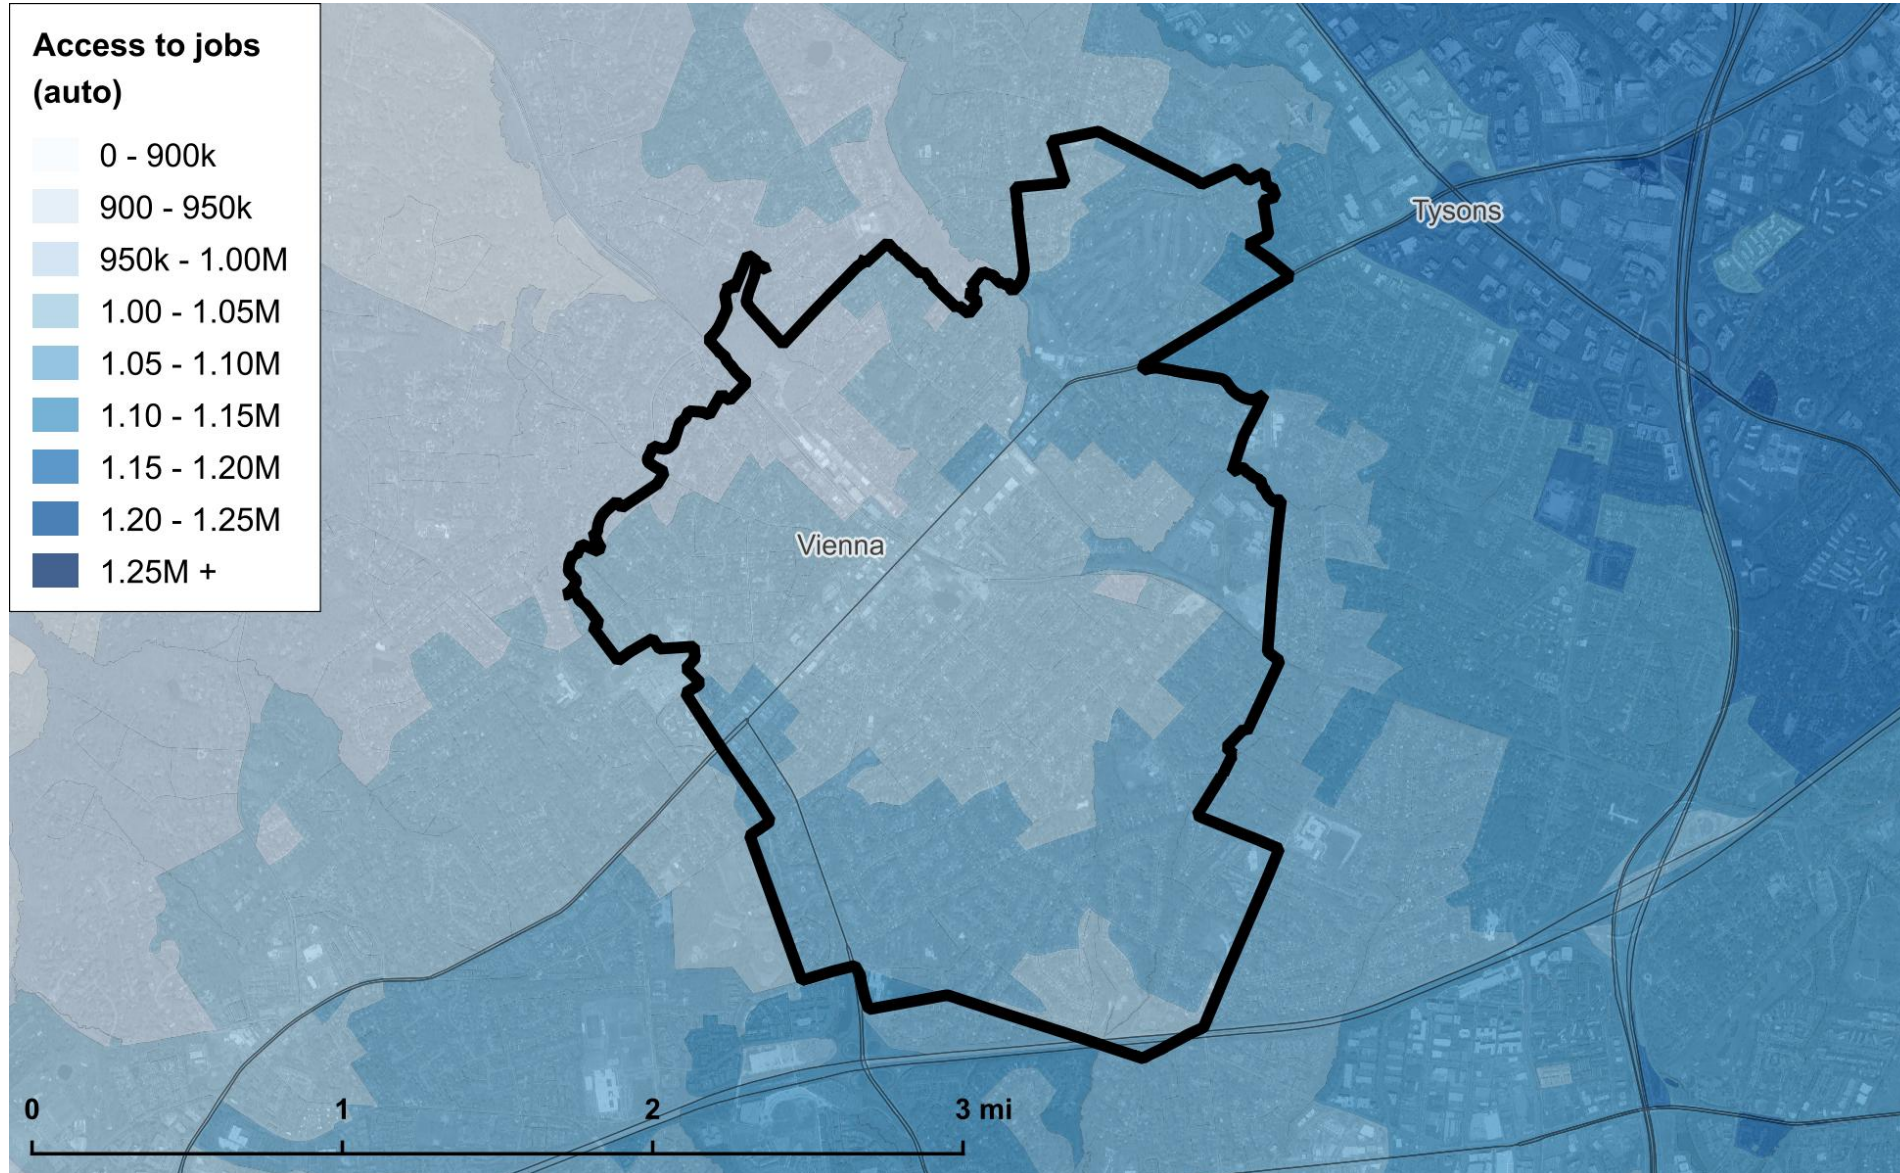 Access to jobs
(auto)
0 - 900k
900 - 950k
950k - 1.00M
1.00 - 1.05M
1.05 - 1.10M
1.10 - 1.15M
1.15 - 1.20M
1.20 - 1.25M
1.25M +
Tysons
Vienna
0 1 2 3 mi